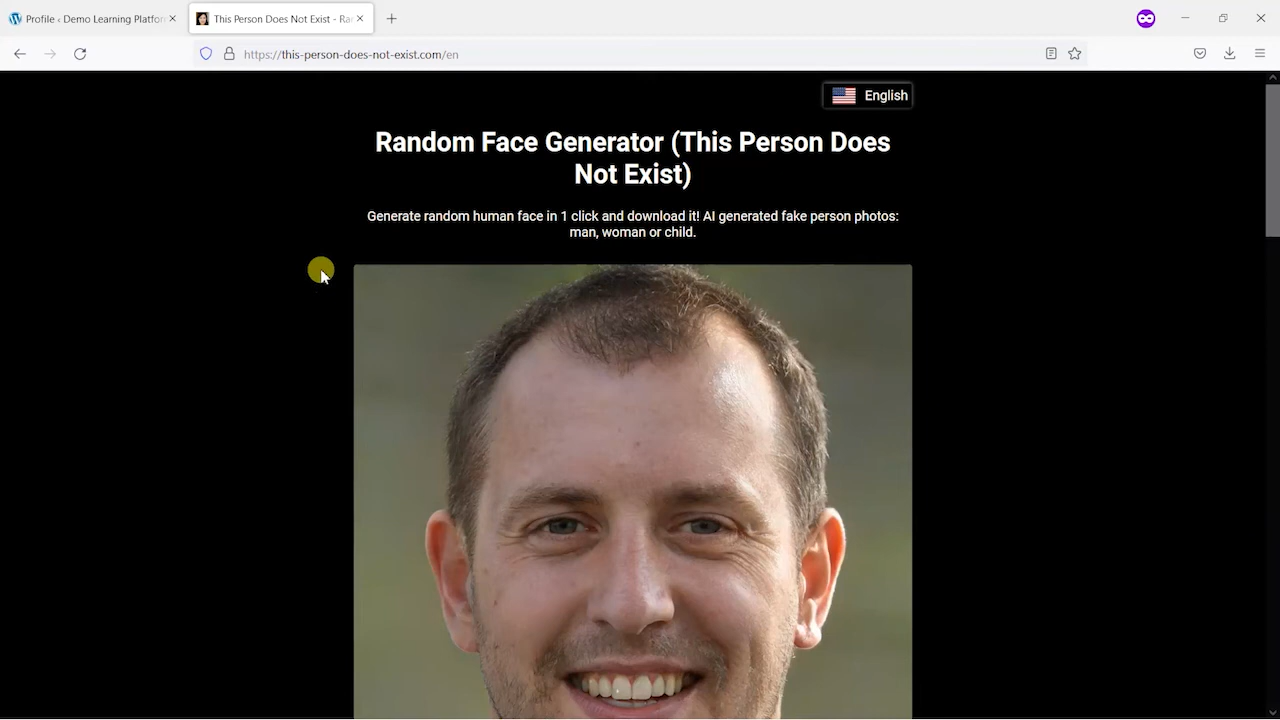 Profile ‹ Demo Learning Platfor
This Person Does Not Exist - Ra
https://this-person-does-not-exist.com/en
English
Random Face Generator (This Person Does
Not Exist)
Generate random human face in 1 click and download it! AI generated fake person photos:
man, woman or child.